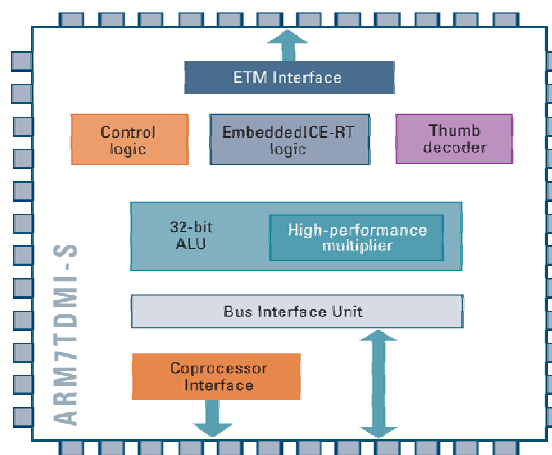 ETM Interface
Control
logic
EmbeddedICE-RT
logic
Thumb
decoder
32-bit
ALU
High-performance
multiplier
Bus Interface Unit
Coprocessor
Interface
ARM7TDMI-S